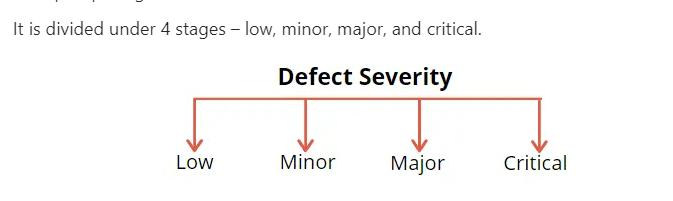 It is divided under 4 stages – low, minor, major, and critical.
Defect Severity
Low Minor Major Critical